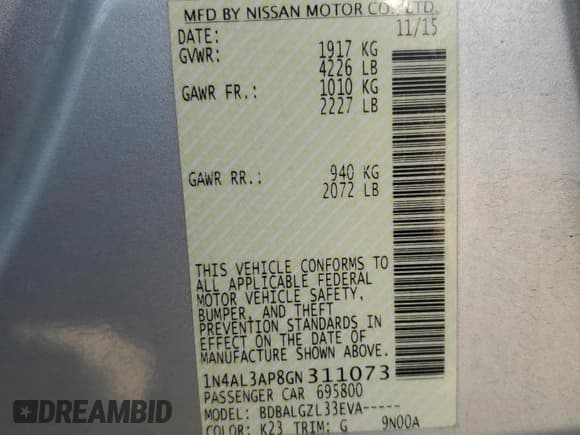 MFD BY NISSAN MOTOR CO., LTD.
DATE: 11/15
GVWR: 1917 KG
4226 LB
GAWR FR.: 1010 KG
2227 LB
GAWR RR.: 940 KG
2072 LB
THIS VEHICLE CONFORMS TO
ALL APPLICABLE FEDERAL
MOTOR VEHICLE SAFETY,
BUMPER, AND THEFT
PREVENTION STANDARDS IN
EFFECT ON THE DATE OF
MANUFACTURE SHOWN ABOVE.
1N4AL3AP8GN311073
PASSENGER CAR 695800
MODEL: BDBALGZL33EVA-----
COLOR: K23 TRIM: G 9N00A
DREAMBID